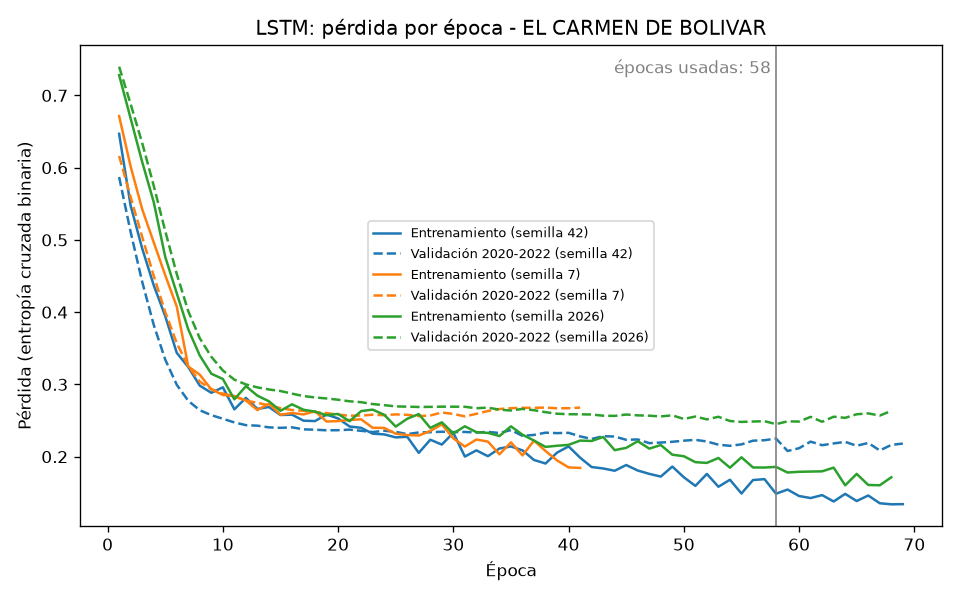 LSTM: pérdida por época - EL CARMEN DE BOLIVAR
épocas usadas: 58
Pérdida (entropía cruzada binaria)
0.7
0.6
0.5
0.4
0.3
0.2
Entrenamiento (semilla 42)
Validación 2020-2022 (semilla 42)
Entrenamiento (semilla 7)
Validación 2020-2022 (semilla 7)
Entrenamiento (semilla 2026)
Validación 2020-2022 (semilla 2026)
0 10 20 30 40 50 60 70
Época